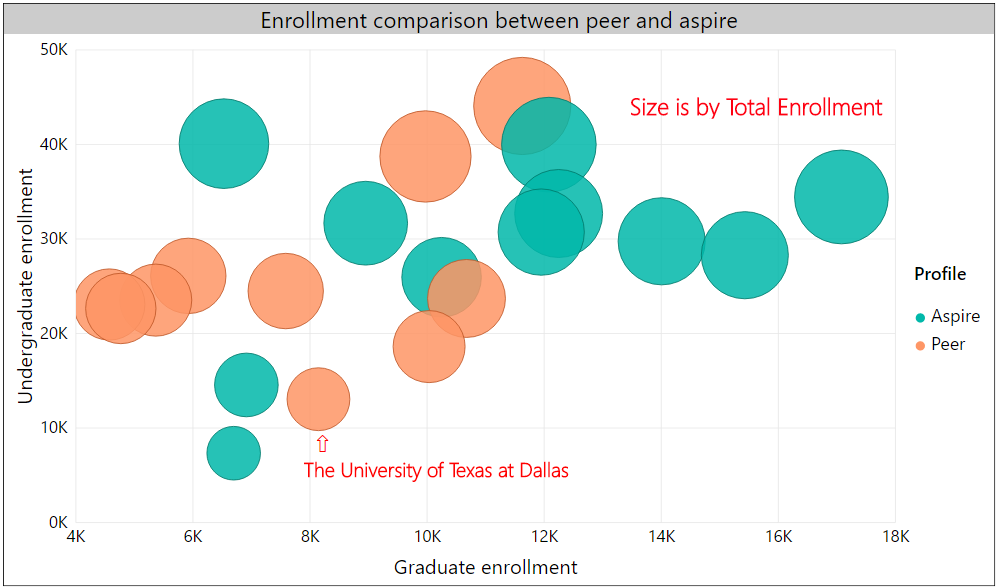 Enrollment comparison between peer and aspire
50K
Size is by Total Enrollment
40K
30K
20K
10K
0K
Undergraduate enrollment
Profile
Aspire
Peer
⇧
The University of Texas at Dallas
4K 6K 8K 10K 12K 14K 16K 18K
Graduate enrollment